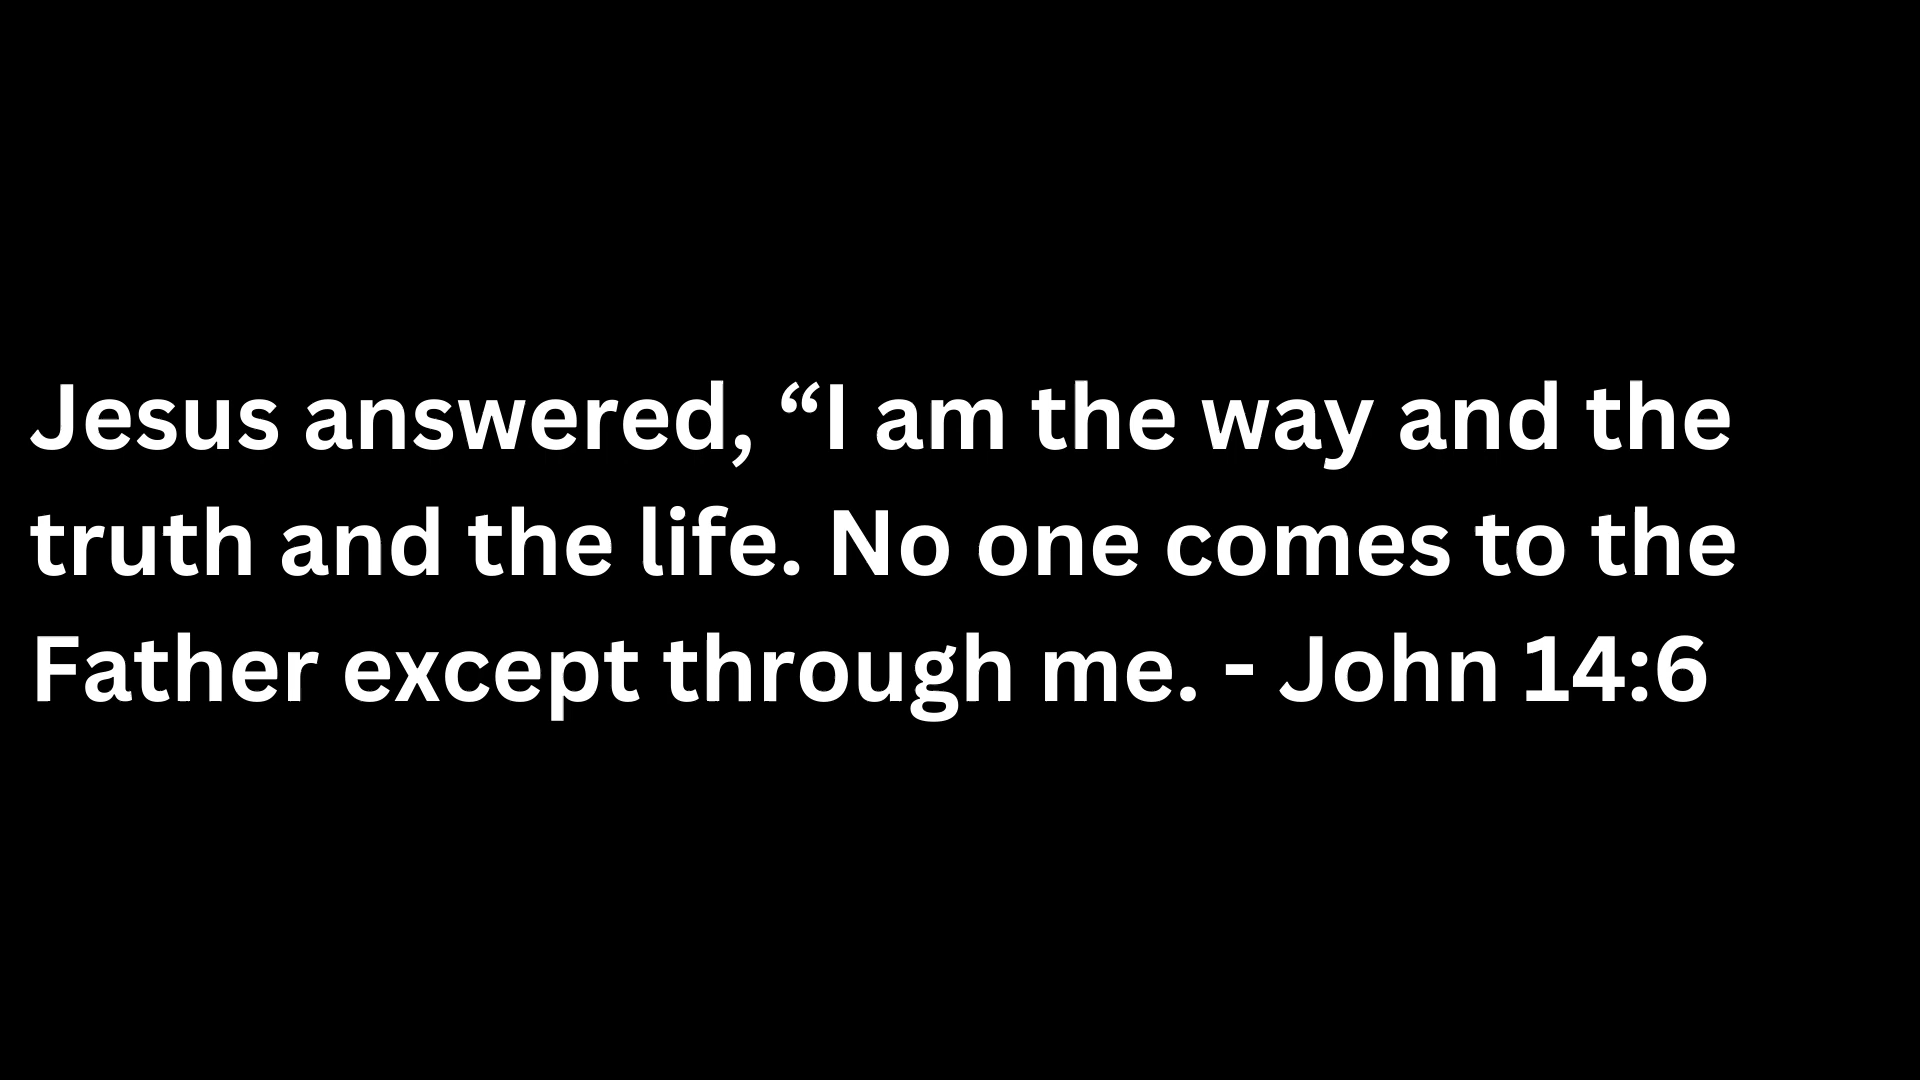 Jesus answered, “I am the way and the
truth and the life. No one comes to the
Father except through me. - John 14:6